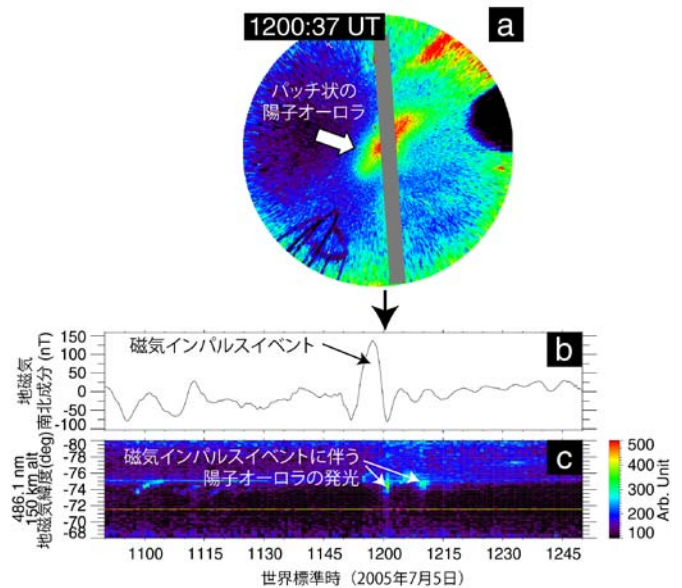 1200:37 UT
a
パッチ状の
陽子オーロラ
b
地磁気
南北成分 (nT)
150
100
50
0
-50
-100
磁気インパルスイベント
c
486.1 nm
150 km alt
地磁気緯度(deg)
-80
-78
-76
-74
-72
-70
-68
磁気インパルスイベントに伴う
陽子オーロラの発光
500
400
300
200
100
Arb. Unit
1100 1115 1130 1145 1200 1215 1230 1245
世界標準時（2005年7月5日）